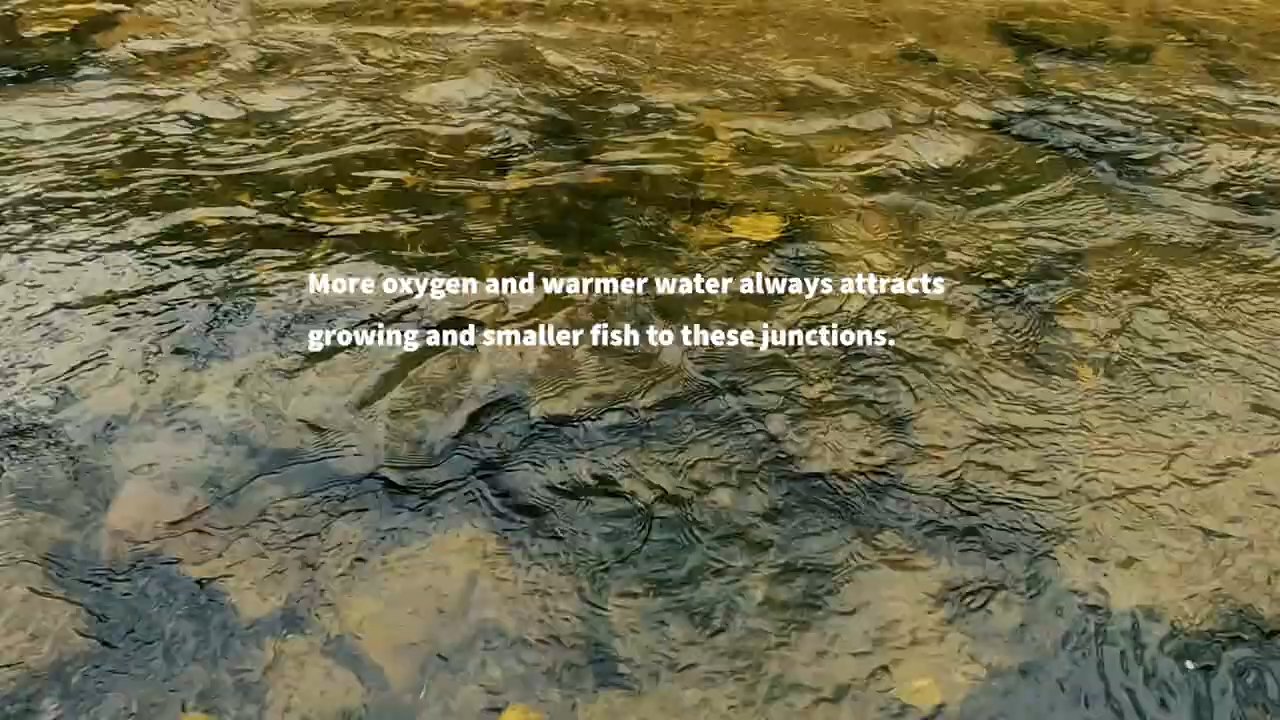 More oxygen and warmer water always attracts
growing and smaller fish to these junctions.